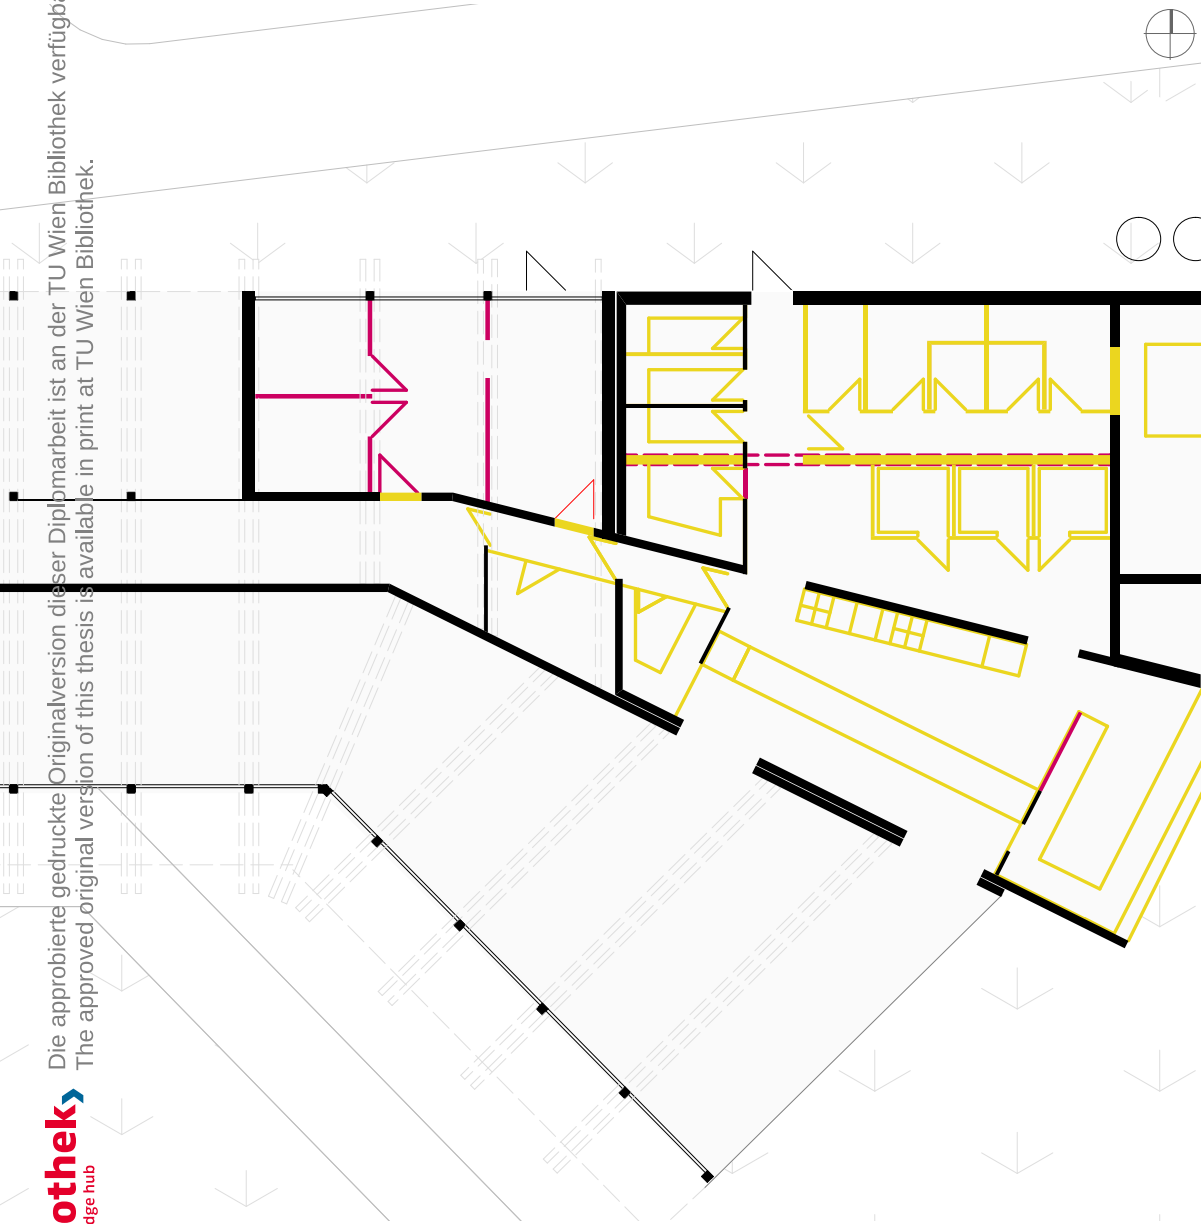 Die approbierte gedruckte Originalversion dieser Diplomarbeit ist an der TU Wien Bibliothek
The approved original version of this thesis is available in print at TU Wien Bibliothek.
othek
dge hub